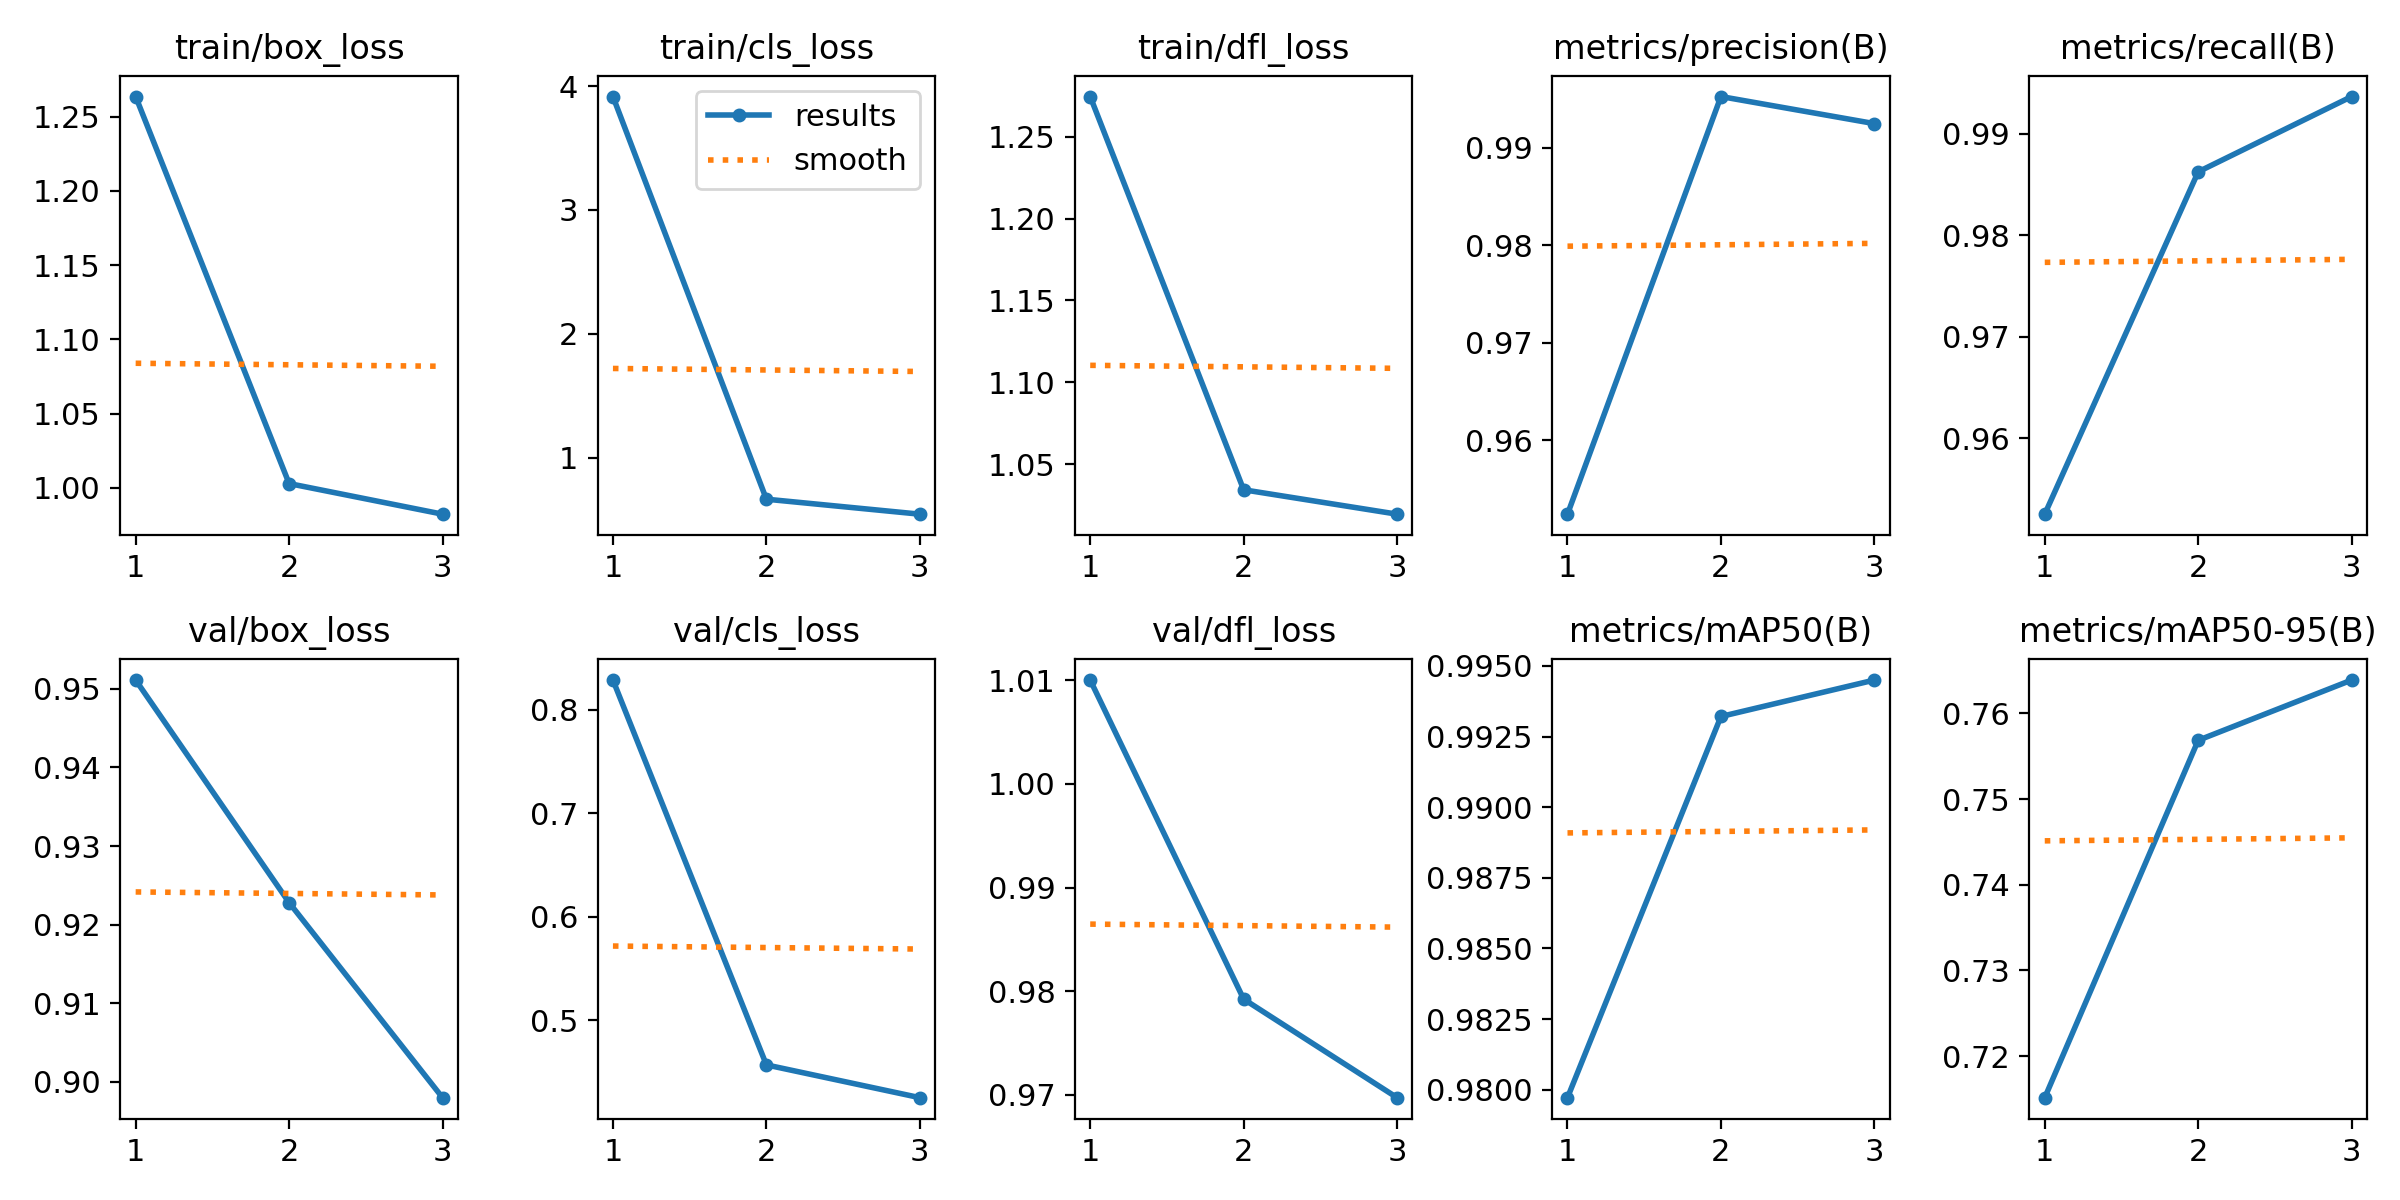 train/box_loss
1.25
1.20
1.15
1.10
1.05
1.00
1 2 3
train/cls_loss
results
smooth
4
3
2
1
1 2 3
train/dfl_loss
1.25
1.20
1.15
1.10
1.05
1 2 3
metrics/precision(B)
0.99
0.98
0.97
0.96
1 2 3
metrics/recall(B)
0.99
0.98
0.97
0.96
1 2 3
val/box_loss
0.95
0.94
0.93
0.92
0.91
0.90
1 2 3
val/cls_loss
0.8
0.7
0.6
0.5
1 2 3
val/dfl_loss
1.01
1.00
0.99
0.98
0.97
1 2 3
metrics/mAP50(B)
0.9950
0.9925
0.9900
0.9875
0.9850
0.9825
0.9800
1 2 3
metrics/mAP50-95(B)
0.76
0.75
0.74
0.73
0.72
1 2 3